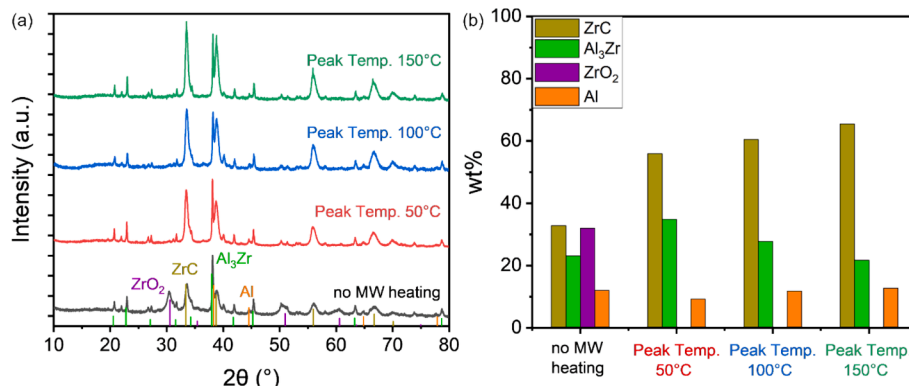 (a)
Intensity (a.u.)
Peak Temp. 150°C
Peak Temp. 100°C
Peak Temp. 50°C
Al₃Zr
ZrC
ZrO₂
Al
no MW heating
10 20 30 40 50 60 70 80
2θ (°)
(b)
ZrC
Al₃Zr
ZrO₂
Al
wt%
100
80
60
40
20
0
no MW
heating
Peak Temp.
50°C
Peak Temp.
100°C
Peak Temp.
150°C